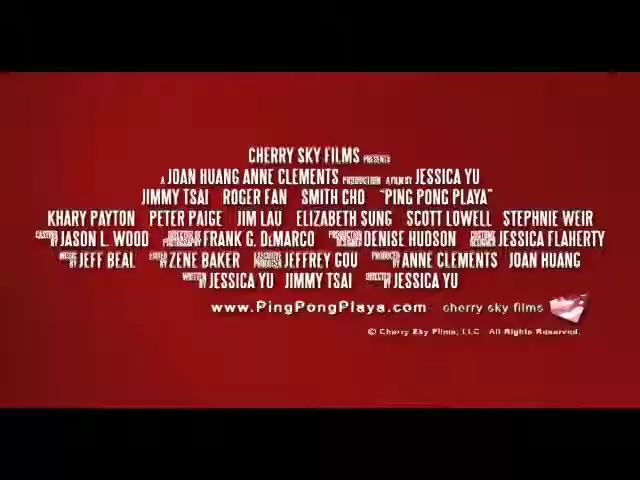 CHERRY SKY FILMS PRESENTS
A JOAN HUANG ANNE CLEMENTS PRODUCTION A FILM BY JESSICA YU
JIMMY TSAI ROGER FAN SMITH CHO "PING PONG PLAYA"
KHARY PAYTON PETER PAIGE JIM LAU ELIZABETH SUNG SCOTT LOWELL STEPHNIE WEIR
CASTING BY JASON L. WOOD DIRECTOR OF PHOTOGRAPHY FRANK G. DeMARCO PRODUCTION DESIGNER DENISE HUDSON COSTUME DESIGNER JESSICA FLAHERTY
MUSIC BY JEFF BEAL EDITED BY ZENE BAKER EXECUTIVE PRODUCER JEFFREY GOU PRODUCED BY ANNE CLEMENTS JOAN HUANG
WRITTEN BY JESSICA YU JIMMY TSAI DIRECTED BY JESSICA YU
www.PingPongPlaya.com cherry sky films
© Cherry Sky Films, LLC All Rights Reserved.